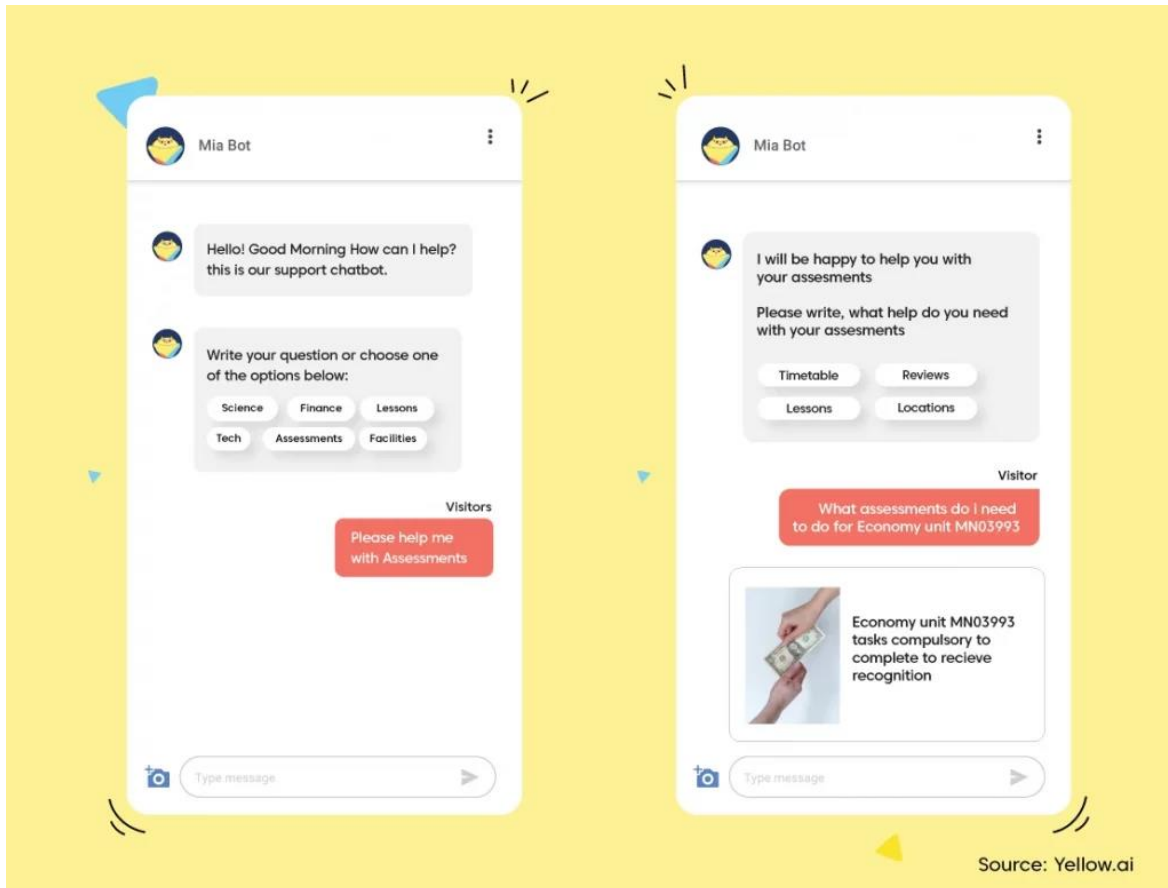 Mia Bot
Hello! Good Morning How can I help?
this is our support chatbot.
Write your question or choose one
of the options below:
Science Finance Lessons
Tech Assessments Facilities
Visitors
Please help me
with Assessments
Type message
Mia Bot
I will be happy to help you with
your assesments
Please write, what help do you need
with your assesments
Timetable Reviews
Lessons Locations
Visitor
What assessments do i need
to do for Economy unit MN03993
Economy unit MN03993
tasks compulsory to
complete to recieve
recognition
Type message
Source: Yellow.ai